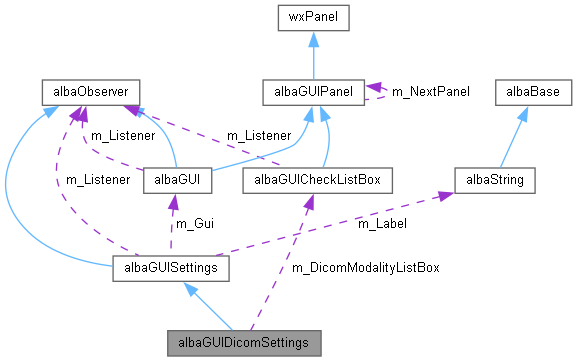 wxPanel
albaObserver
albaGUIPanel
albaBase
m_NextPanel
m_Listener
m_Listener
m_Listener
albaGUI
albaGUICheckListBox
albaString
m_Gui
m_Label
albaGUISettings
m_DicomModalityListBox
albaGUIDicomSettings